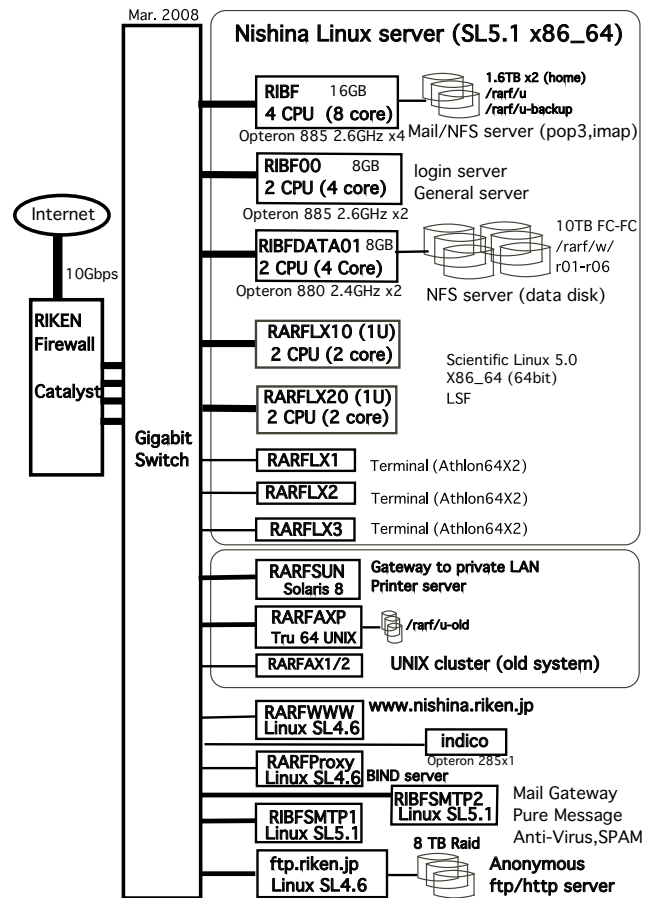 Mar. 2008
Nishina Linux server (SL5.1 x86_64)
RIBF 16GB
4 CPU (8 core)
Opteron 885 2.6GHz x4
1.6TB x2 (home)
/rarf/u
/rarf/u-backup
Mail/NFS server (pop3,imap)
RIBF00 8GB
2 CPU (4 core)
Opteron 885 2.6GHz x2
login server
General server
Internet
10Gbps
RIBFDATA01 8GB
2 CPU (4 Core)
Opteron 880 2.4GHz x2
10TB FC-FC
/rarf/w/
r01-r06
NFS server (data disk)
RIKEN
Firewall
Catalyst
Gigabit
Switch
RARFLX10 (1U)
2 CPU (2 core)
RARFLX20 (1U)
2 CPU (2 core)
Scientific Linux 5.0
X86_64 (64bit)
LSF
RARFLX1
Terminal (Athlon64X2)
RARFLX2
Terminal (Athlon64X2)
RARFLX3
Terminal (Athlon64X2)
RARFSUN
Solaris 8
Gateway to private LAN
Printer server
RARFAXP
Tru 64 UNIX
/rarf/u-old
RARFAX1/2
UNIX cluster (old system)
RARFWWW
Linux SL4.6
www.nishina.riken.jp
indico
Opteron 285x1
RARFProxy
Linux SL4.6
BIND server
RIBFSMTP2
Linux SL5.1
Mail Gateway
Pure Message
Anti-Virus,SPAM
RIBFSMTP1
Linux SL5.1
8 TB Raid
ftp.riken.jp
Linux SL4.6
Anonymous
ftp/http server